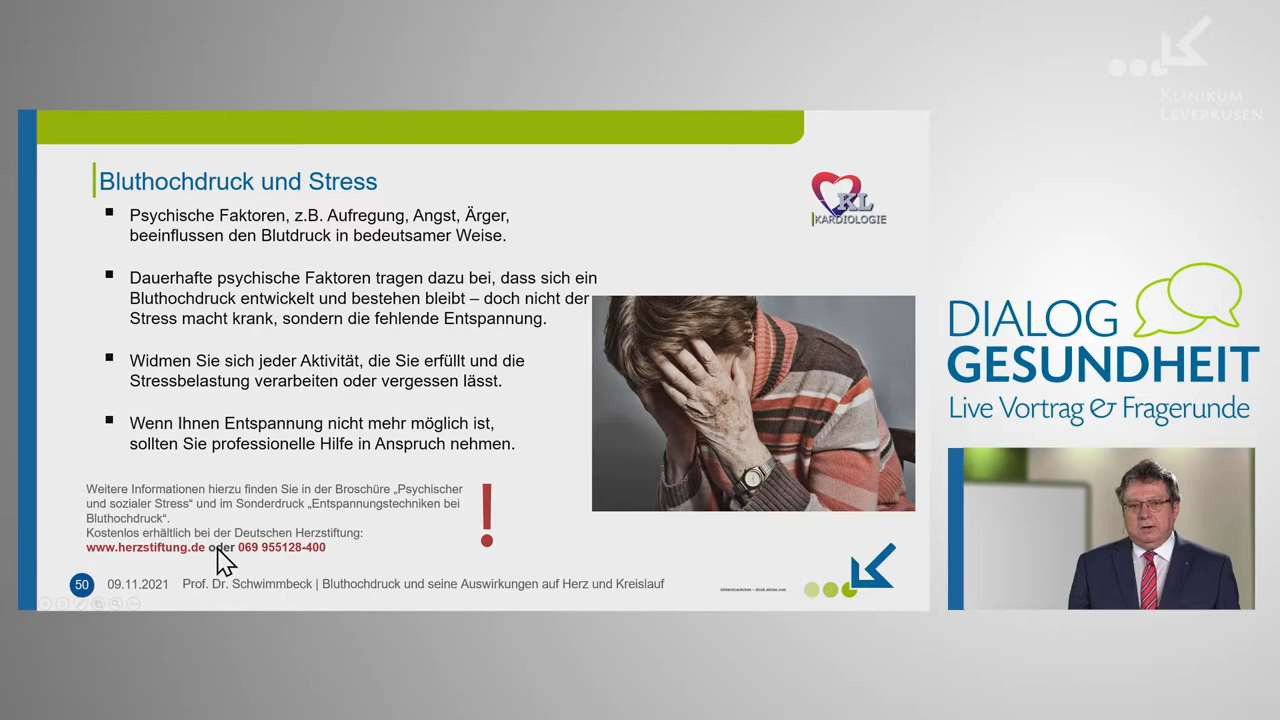 KLINIKUM
LEVERKUSEN
Bluthochdruck und Stress
KL
KARDIOLOGIE
Psychische Faktoren, z.B. Aufregung, Angst, Ärger,
beeinflussen den Blutdruck in bedeutsamer Weise.
Dauerhafte psychische Faktoren tragen dazu bei, dass sich ein
Bluthochdruck entwickelt und bestehen bleibt – doch nicht der
Stress macht krank, sondern die fehlende Entspannung.
Widmen Sie sich jeder Aktivität, die Sie erfüllt und die
Stressbelastung verarbeiten oder vergessen lässt.
Wenn Ihnen Entspannung nicht mehr möglich ist,
sollten Sie professionelle Hilfe in Anspruch nehmen.
Weitere Informationen hierzu finden Sie in der Broschüre „Psychischer
und sozialer Stress“ und im Sonderdruck „Entspannungstechniken bei
Bluthochdruck“.
Kostenlos erhältlich bei der Deutschen Herzstiftung:
www.herzstiftung.de oder 069 955128-400
!
50 09.11.2021 Prof. Dr. Schwimmbeck | Bluthochdruck und seine Auswirkungen auf Herz und Kreislauf
DIALOG
GESUNDHEIT
Live Vortrag & Fragerunde